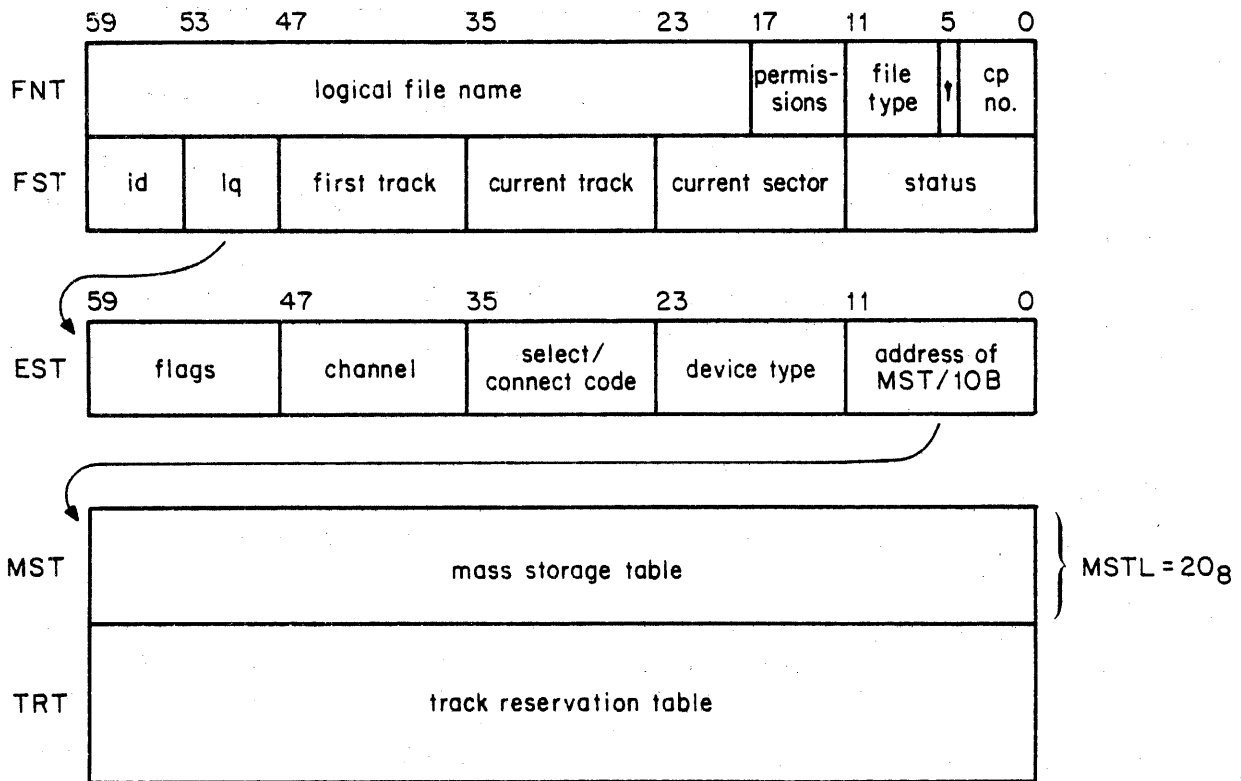 59 53 47 35 23 17 11 5 0
FNT logical file name permis- file † cp
sions type no.
FST id lq first track current track current sector status
59 47 35 23 11 0
EST flags channel select/ device type address of
connect code MST/10B
MST mass storage table MSTL = 20₈
TRT track reservation table